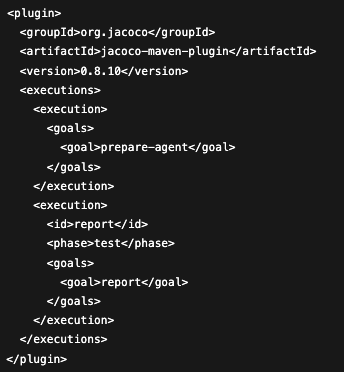 <plugin>
  <groupId>org.jacoco</groupId>
  <artifactId>jacoco-maven-plugin</artifactId>
  <version>0.8.10</version>
  <executions>
    <execution>
      <goals>
        <goal>prepare-agent</goal>
      </goals>
    </execution>
    <execution>
      <id>report</id>
      <phase>test</phase>
      <goals>
        <goal>report</goal>
      </goals>
    </execution>
  </executions>
</plugin>